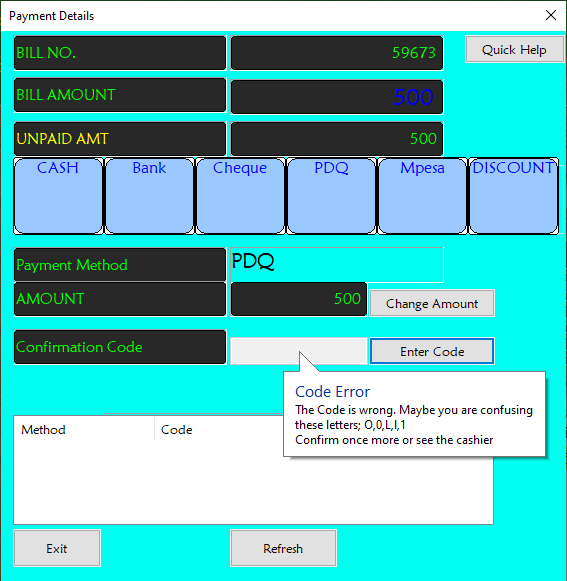 Payment Details
BILL NO. 59673 Quick Help
BILL AMOUNT 500
UNPAID AMT 500
CASH Bank Cheque PDQ Mpesa DISCOUNT
Payment Method PDQ
AMOUNT 500 Change Amount
Confirmation Code Enter Code
Code Error
The Code is wrong. Maybe you are confusing
these letters; O,0,L,I,1
Confirm once more or see the cashier
Method Code
Exit Refresh